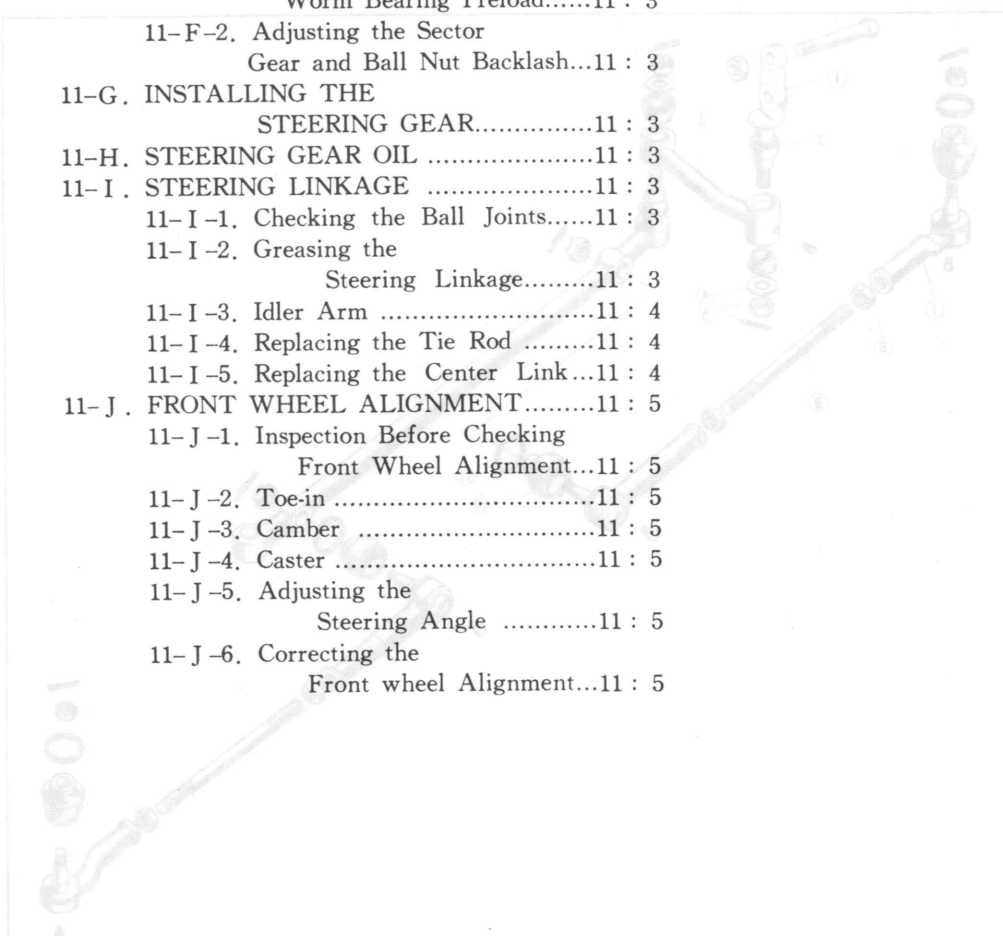 Worm Bearing Preload......11 : 3
11-F-2. Adjusting the Sector
Gear and Ball Nut Backlash...11 : 3
11-G. INSTALLING THE
STEERING GEAR...............11 : 3
11-H. STEERING GEAR OIL ......................11 : 3
11-I. STEERING LINKAGE ......................11 : 3
11-I-1. Checking the Ball Joints......11 : 3
11-I-2. Greasing the
Steering Linkage.........11 : 3
11-I-3. Idler Arm ............................11 : 4
11-I-4. Replacing the Tie Rod .........11 : 4
11-I-5. Replacing the Center Link...11 : 4
11-J. FRONT WHEEL ALIGNMENT.........11 : 5
11-J-1. Inspection Before Checking
Front Wheel Alignment...11 : 5
11-J-2. Toe-in ..................................11 : 5
11-J-3. Camber ...............................11 : 5
11-J-4. Caster ..................................11 : 5
11-J-5. Adjusting the
Steering Angle ............11 : 5
11-J-6. Correcting the
Front wheel Alignment...11 : 5